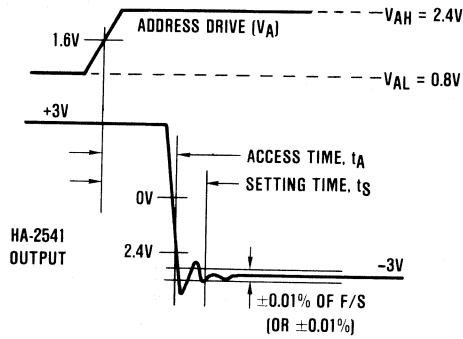 ADDRESS DRIVE (VA)
VAH = 2.4V
1.6V
VAL = 0.8V
+3V
ACCESS TIME, tA
SETTING TIME, tS
0V
HA-2541
OUTPUT
2.4V
−3V
±0.01% OF F/S
(OR ±0.01%)